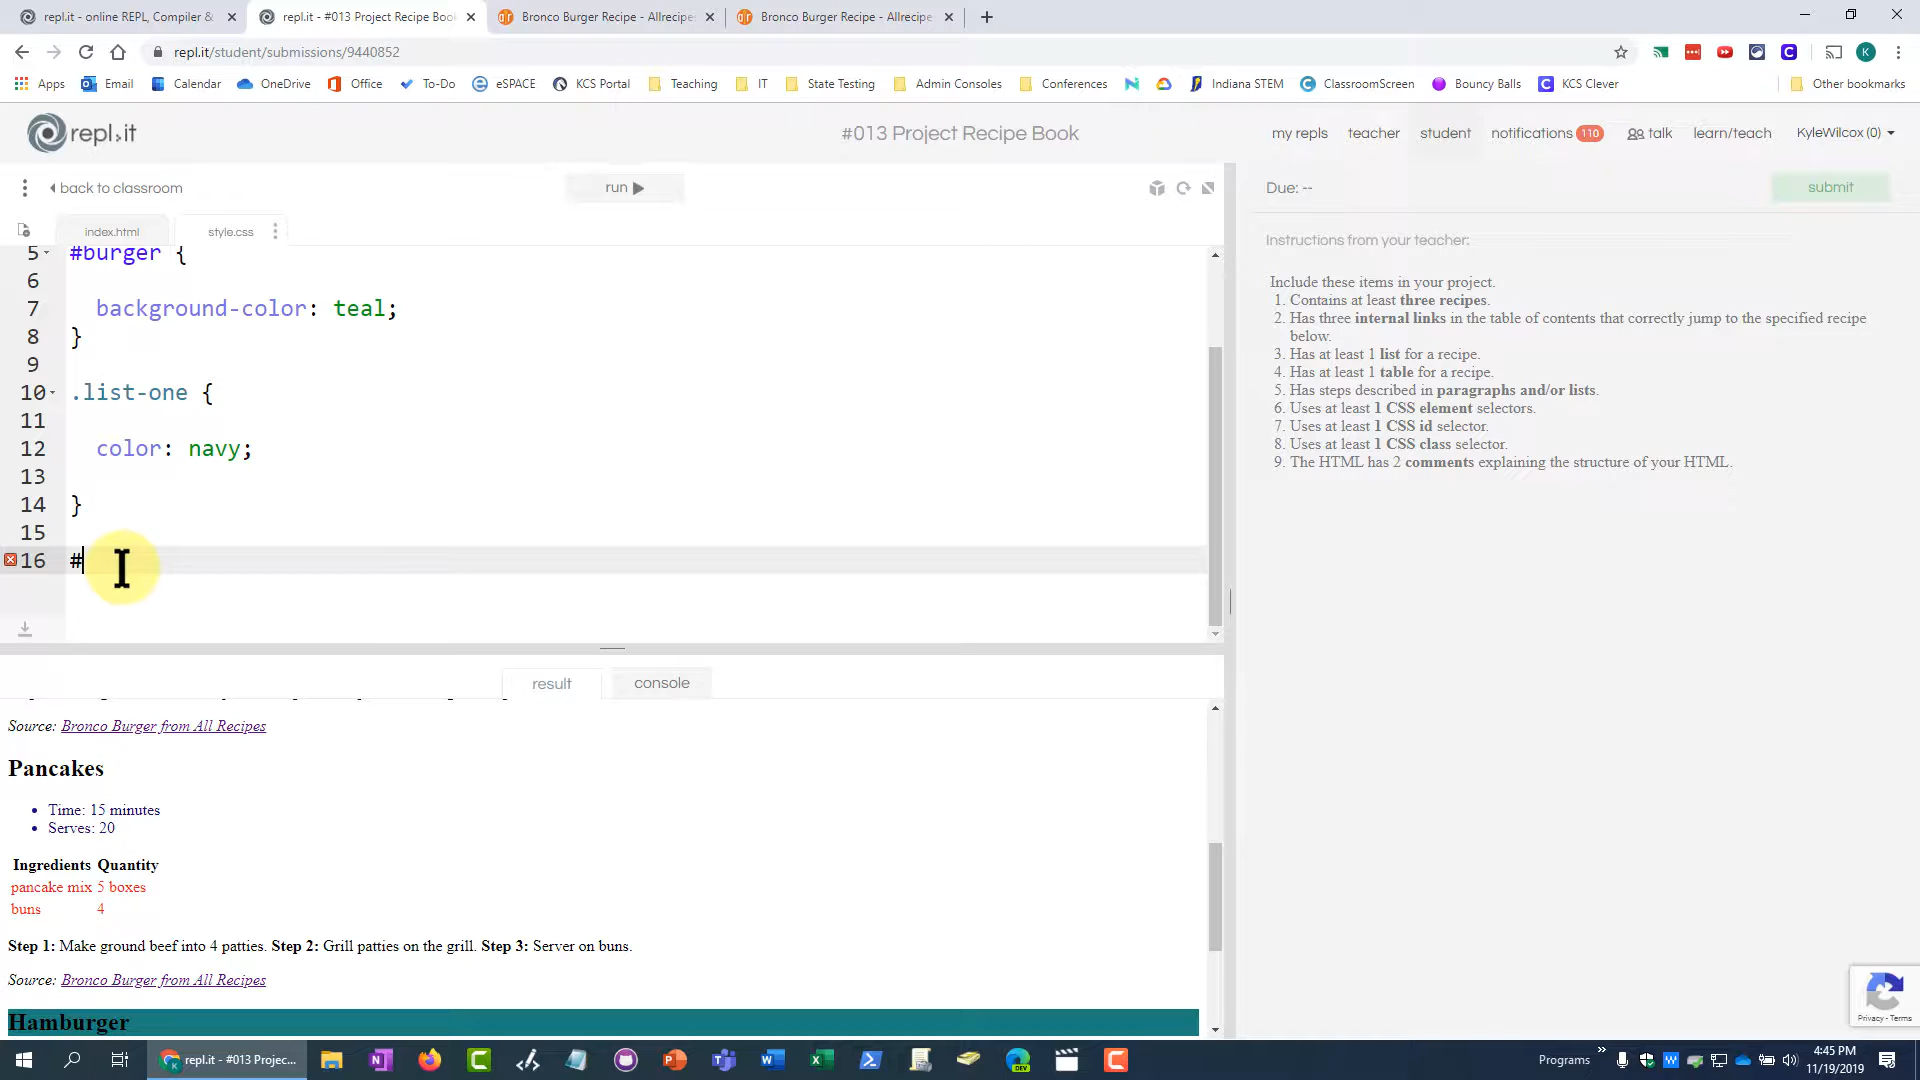 repl.it - online REPL, Compiler &
repl.it - #013 Project Recipe Book
Bronco Burger Recipe - Allrecipes
Bronco Burger Recipe - Allrecipe
repl.it/student/submissions/9440852
Apps
Email
Calendar
OneDrive
Office
To-Do
eSPACE
KCS Portal
Teaching
IT
State Testing
Admin Consoles
Conferences
Indiana STEM
ClassroomScreen
Bouncy Balls
KCS Clever
Other bookmarks
repl.it
#013 Project Recipe Book
my repls
teacher
student
notifications 110
talk
learn/teach
KyleWilcox (0)
back to classroom
run
Due: --
submit
index.html
style.css
Instructions from your teacher:
5 #burger {
6
7 background-color: teal;
8 }
9
10 .list-one {
11
12 color: navy;
13
14 }
15
16 #
Include these items in your project.
1. Contains at least three recipes.
2. Has three internal links in the table of contents that correctly jump to the specified recipe
below.
3. Has at least 1 list for a recipe.
4. Has at least 1 table for a recipe.
5. Has steps described in paragraphs and/or lists.
6. Uses at least 1 CSS element selectors.
7. Uses at least 1 CSS id selector.
8. Uses at least 1 CSS class selector.
9. The HTML has 2 comments explaining the structure of your HTML.
result
console
Source: Bronco Burger from All Recipes
Pancakes
• Time: 15 minutes
• Serves: 20
Ingredients Quantity
pancake mix 5 boxes
buns 4
Step 1: Make ground beef into 4 patties. Step 2: Grill patties on the grill. Step 3: Server on buns.
Source: Bronco Burger from All Recipes
Hamburger
Privacy - Terms
repl.it - #013 Projec...
Programs
4:45 PM
11/19/2019